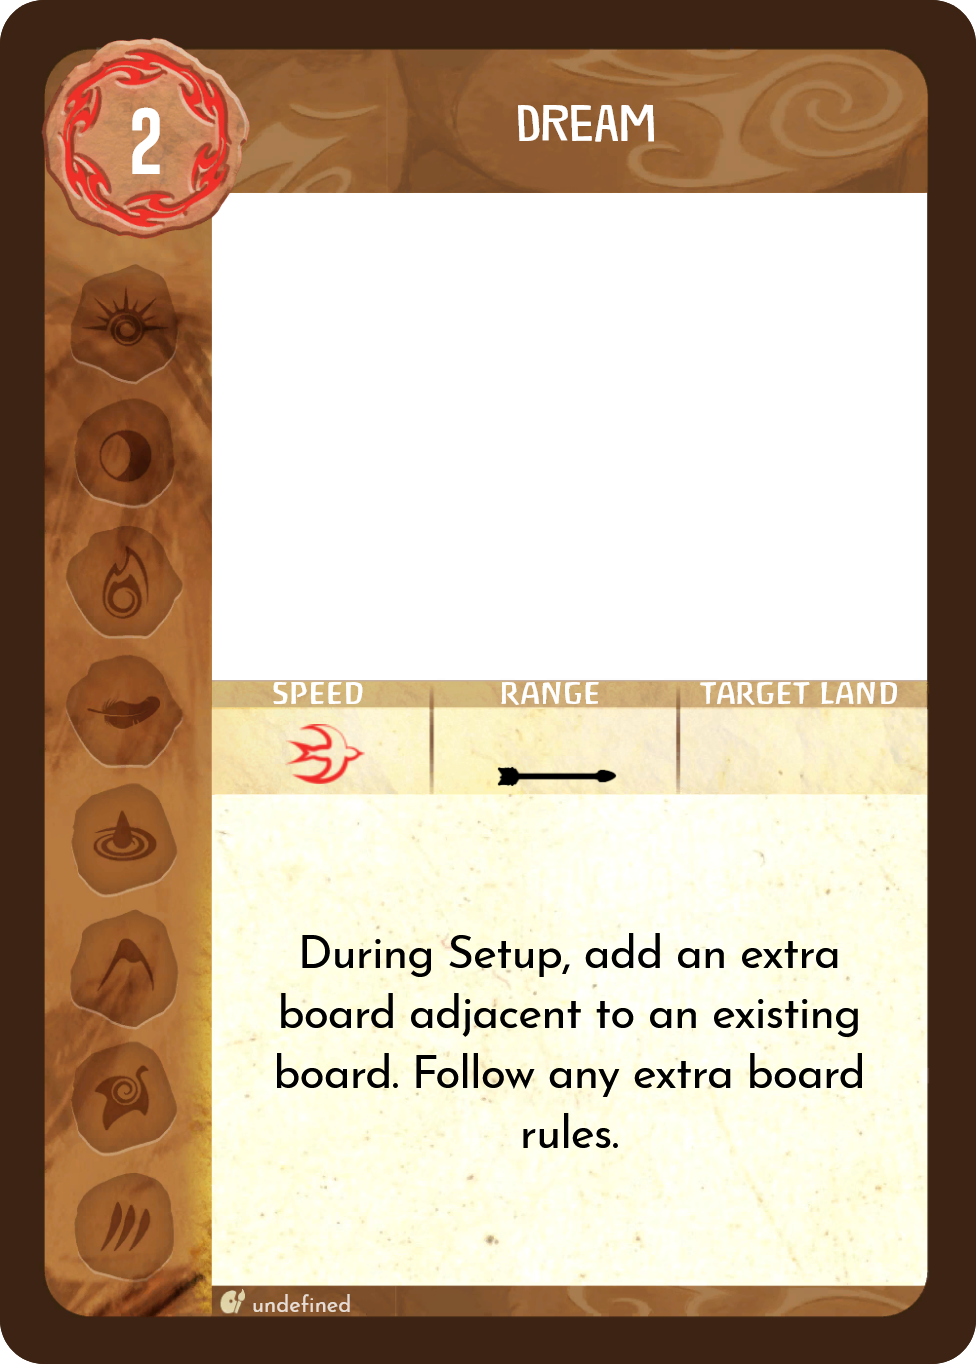 2
DREAM
SPEED RANGE TARGET LAND
During Setup, add an extra
board adjacent to an existing
board. Follow any extra board
rules.
undefined